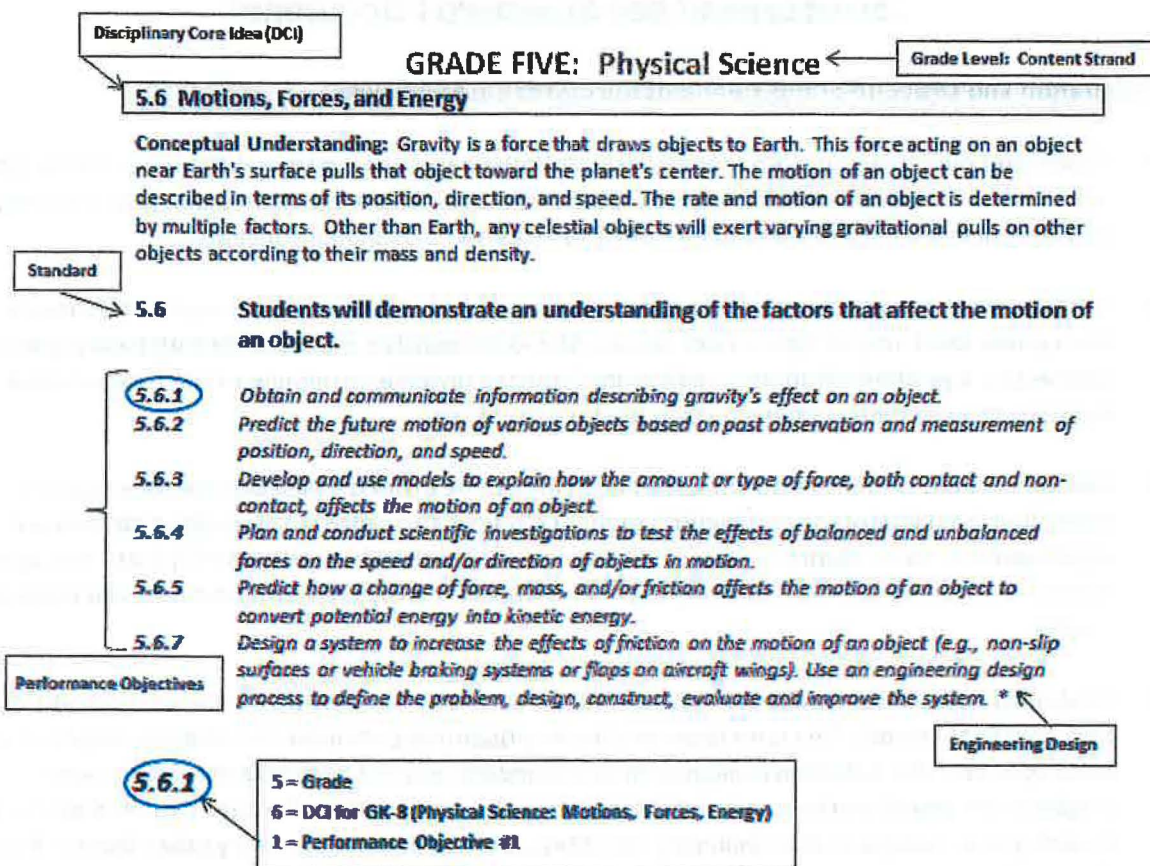 Disciplinary Core Idea (DCI)
GRADE FIVE: Physical Science
Grade Level: Content Strand
5.6 Motions, Forces, and Energy
Conceptual Understanding: Gravity is a force that draws objects to Earth. This force acting on an object
near Earth's surface pulls that object toward the planet's center. The motion of an object can be
described in terms of its position, direction, and speed. The rate and motion of an object is determined
by multiple factors. Other than Earth, any celestial objects will exert varying gravitational pulls on other
objects according to their mass and density.
Standard
5.6 Students will demonstrate an understanding of the factors that affect the motion of
an object.
5.6.1 Obtain and communicate information describing gravity's effect on an object.
5.6.2 Predict the future motion of various objects based on past observation and measurement of
position, direction, and speed.
5.6.3 Develop and use models to explain how the amount or type of force, both contact and non-
contact, affects the motion of an object.
5.6.4 Plan and conduct scientific investigations to test the effects of balanced and unbalanced
forces on the speed and/or direction of objects in motion.
5.6.5 Predict how a change of force, mass, and/or friction affects the motion of an object to
convert potential energy into kinetic energy.
5.6.7 Design a system to increase the effects of friction on the motion of an object (e.g., non-slip
surfaces or vehicle braking systems or flaps on aircraft wings). Use an engineering design
process to define the problem, design, construct, evaluate and improve the system. *
Performance Objectives
Engineering Design
5.6.1
5 = Grade
6 = DCI for GK-8 (Physical Science: Motions, Forces, Energy)
1 = Performance Objective #1